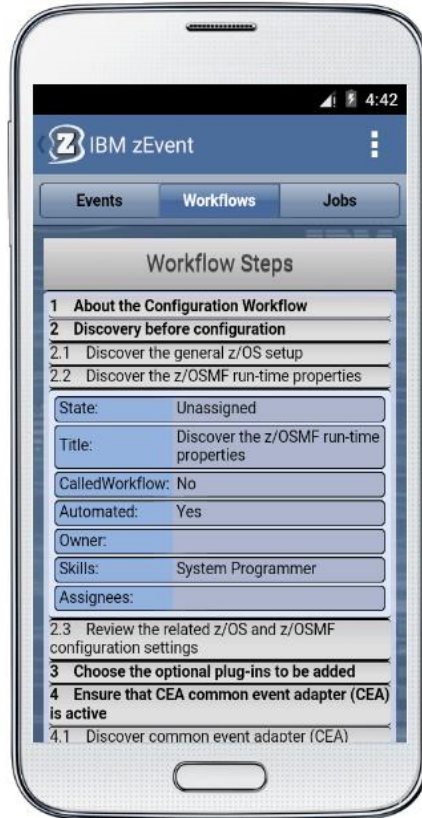 4:42
Z IBM zEvent
Events Workflows Jobs
Workflow Steps
1 About the Configuration Workflow
2 Discovery before configuration
2.1 Discover the general z/OS setup
2.2 Discover the z/OSMF run-time properties
State: Unassigned
Title: Discover the z/OSMF run-time
properties
CalledWorkflow: No
Automated: Yes
Owner:
Skills: System Programmer
Assignees:
2.3 Review the related z/OS and z/OSMF
configuration settings
3 Choose the optional plug-ins to be added
4 Ensure that CEA common event adapter (CEA)
is active
4.1 Discover common event adapter (CEA)